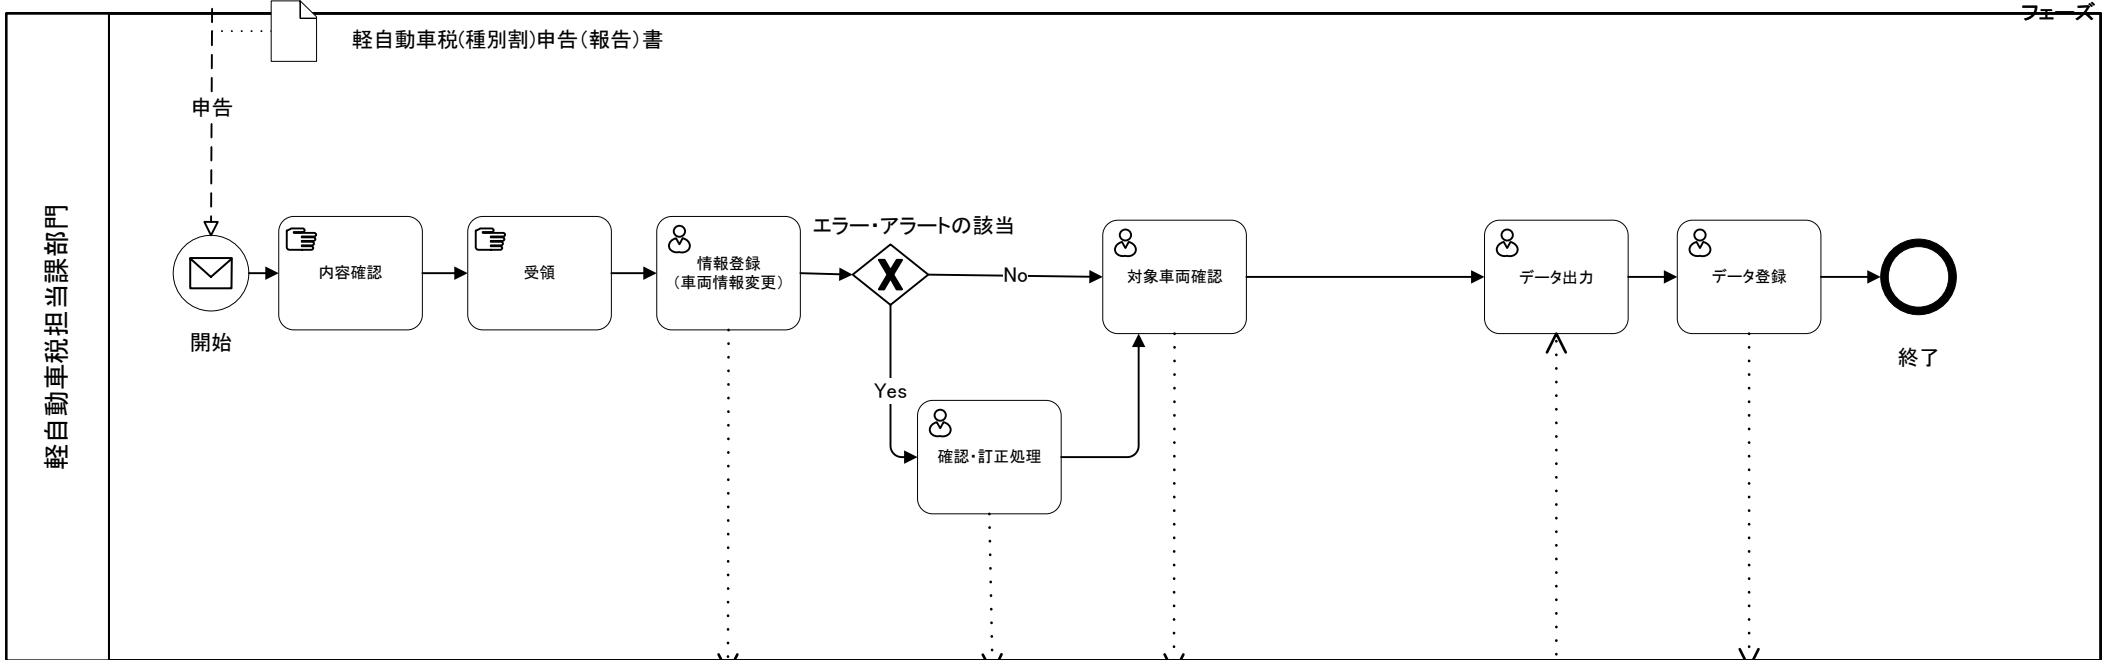 フェーズ
軽自動車税(種別割)申告(報告)書
申告
軽自動車税担当課部門
開始
内容確認
受領
情報登録
(車両情報変更)
エラー・アラートの該当
No
Yes
確認・訂正処理
対象車両確認
データ出力
データ登録
終了